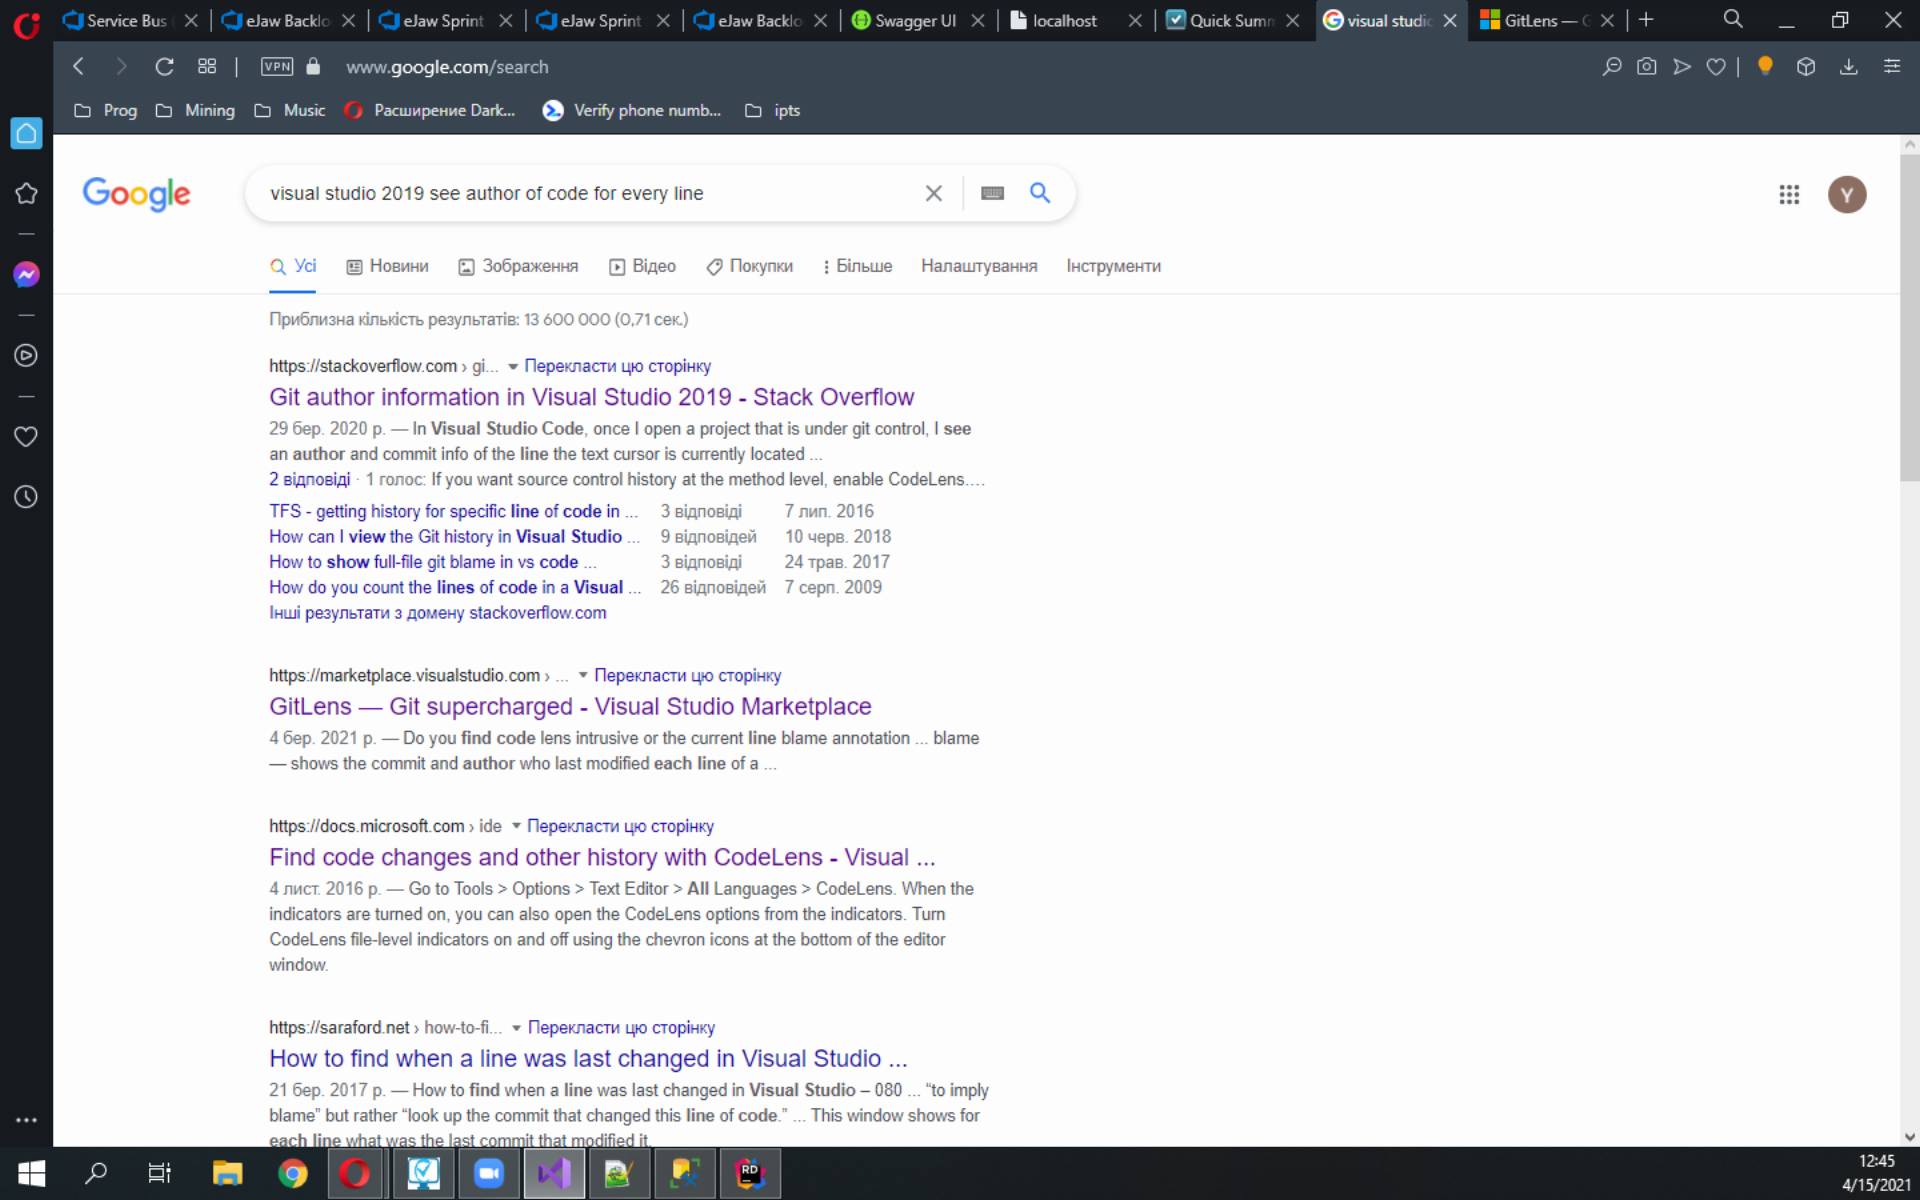 Service Bus
eJaw Backlo
eJaw Sprint
eJaw Sprint
eJaw Backlo
Swagger UI
localhost
Quick Summ
visual studio
GitLens —
VPN
www.google.com/search
Prog
Mining
Music
Расширение Dark...
Verify phone numb...
ipts
Google
visual studio 2019 see author of code for every line
Y
Усі
Новини
Зображення
Відео
Покупки
Більше
Налаштування
Інструменти
Приблизна кількість результатів: 13 600 000 (0,71 сек.)
https://stackoverflow.com › gi... Перекласти цю сторінку
Git author information in Visual Studio 2019 - Stack Overflow
29 бер. 2020 р. — In Visual Studio Code, once I open a project that is under git control, I see
an author and commit info of the line the text cursor is currently located ...
2 відповіді · 1 голос: If you want source control history at the method level, enable CodeLens....
TFS - getting history for specific line of code in ... 3 відповіді 7 лип. 2016
How can I view the Git history in Visual Studio ... 9 відповідей 10 черв. 2018
How to show full-file git blame in vs code ... 3 відповіді 24 трав. 2017
How do you count the lines of code in a Visual ... 26 відповідей 7 серп. 2009
Інші результати з домену stackoverflow.com
https://marketplace.visualstudio.com › ... Перекласти цю сторінку
GitLens — Git supercharged - Visual Studio Marketplace
4 бер. 2021 р. — Do you find code lens intrusive or the current line blame annotation ... blame
— shows the commit and author who last modified each line of a ...
https://docs.microsoft.com › ide Перекласти цю сторінку
Find code changes and other history with CodeLens - Visual ...
4 лист. 2016 р. — Go to Tools > Options > Text Editor > All Languages > CodeLens. When the
indicators are turned on, you can also open the CodeLens options from the indicators. Turn
CodeLens file-level indicators on and off using the chevron icons at the bottom of the editor
window.
https://saraford.net › how-to-fi... Перекласти цю сторінку
How to find when a line was last changed in Visual Studio ...
21 бер. 2017 р. — How to find when a line was last changed in Visual Studio – 080 ... “to imply
blame” but rather “look up the commit that changed this line of code.” ... This window shows for
each line what was the last commit that modified it.
RD
12:45
4/15/2021